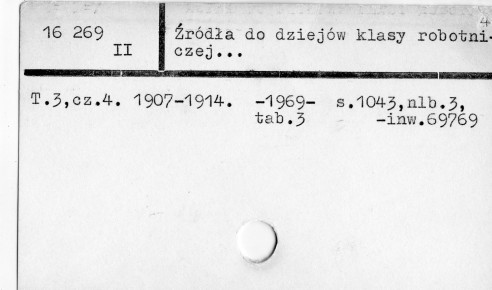 4
16 269
II
Źródła do dziejów klasy robotni-
czej...
T.3,cz.4. 1907-1914. -1969- s.1043,nlb.3,
tab.3 -inw.69769